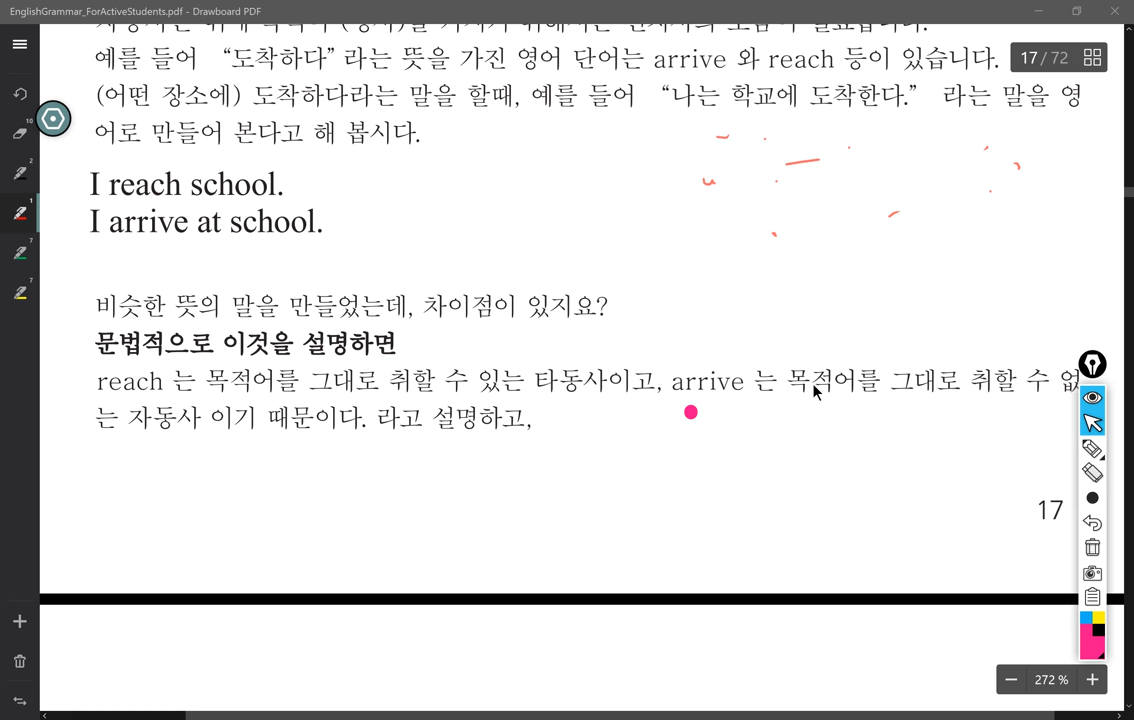 EnglishGrammar_ForActiveStudents.pdf - Drawboard PDF
17 / 72
예를 들어 “도착하다” 라는 뜻을 가진 영어 단어는 arrive 와 reach 등이 있습니다.
(어떤 장소에) 도착하다라는 말을 할때, 예를 들어 “나는 학교에 도착한다.” 라는 말을 영
어로 만들어 본다고 해 봅시다.
10
2
1
7
7
I reach school.
I arrive at school.
비슷한 뜻의 말을 만들었는데, 차이점이 있지요?
문법적으로 이것을 설명하면
reach 는 목적어를 그대로 취할 수 있는 타동사이고, arrive 는 목적어를 그대로 취할 수 없
는 자동사 이기 때문이다. 라고 설명하고,
17
272 %